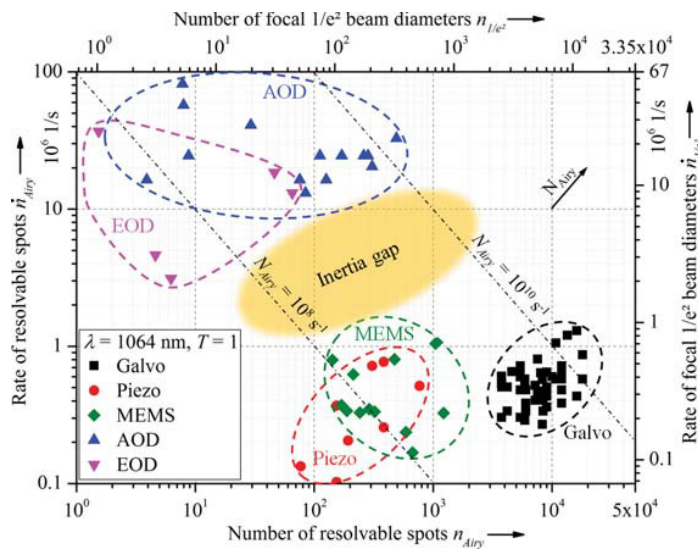 Number of focal 1/e² beam diameters n1/e²
10⁰ 10¹ 10² 10³ 10⁴ 3.35x10⁴
100 67
AOD
10⁶ 1/s
10⁶ 1/s
Rate of resolvable spots ṅAiry
Rate of focal 1/e² beam diameters ṅ1/e²
NAiry
10 10
EOD
Inertia gap
NAiry = 10⁸ s⁻¹
NAiry = 10¹⁰ s⁻¹
1 1
MEMS
λ = 1064 nm, T = 1
Galvo
Piezo
MEMS
AOD
EOD
Piezo
Galvo
0.1 0.1
10⁰ 10¹ 10² 10³ 10⁴ 5x10⁴
Number of resolvable spots nAiry